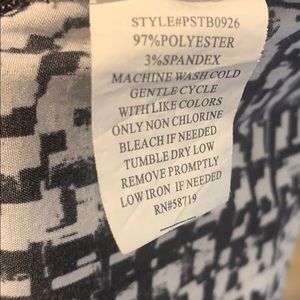 STYLE#PSTB0926
97%POLYESTER
3%SPANDEX
MACHINE WASH COLD
GENTLE CYCLE
WITH LIKE COLORS
ONLY NON CHLORINE
BLEACH IF NEEDED
TUMBLE DRY LOW
REMOVE PROMPTLY
LOW IRON IF NEEDED
RN#58719